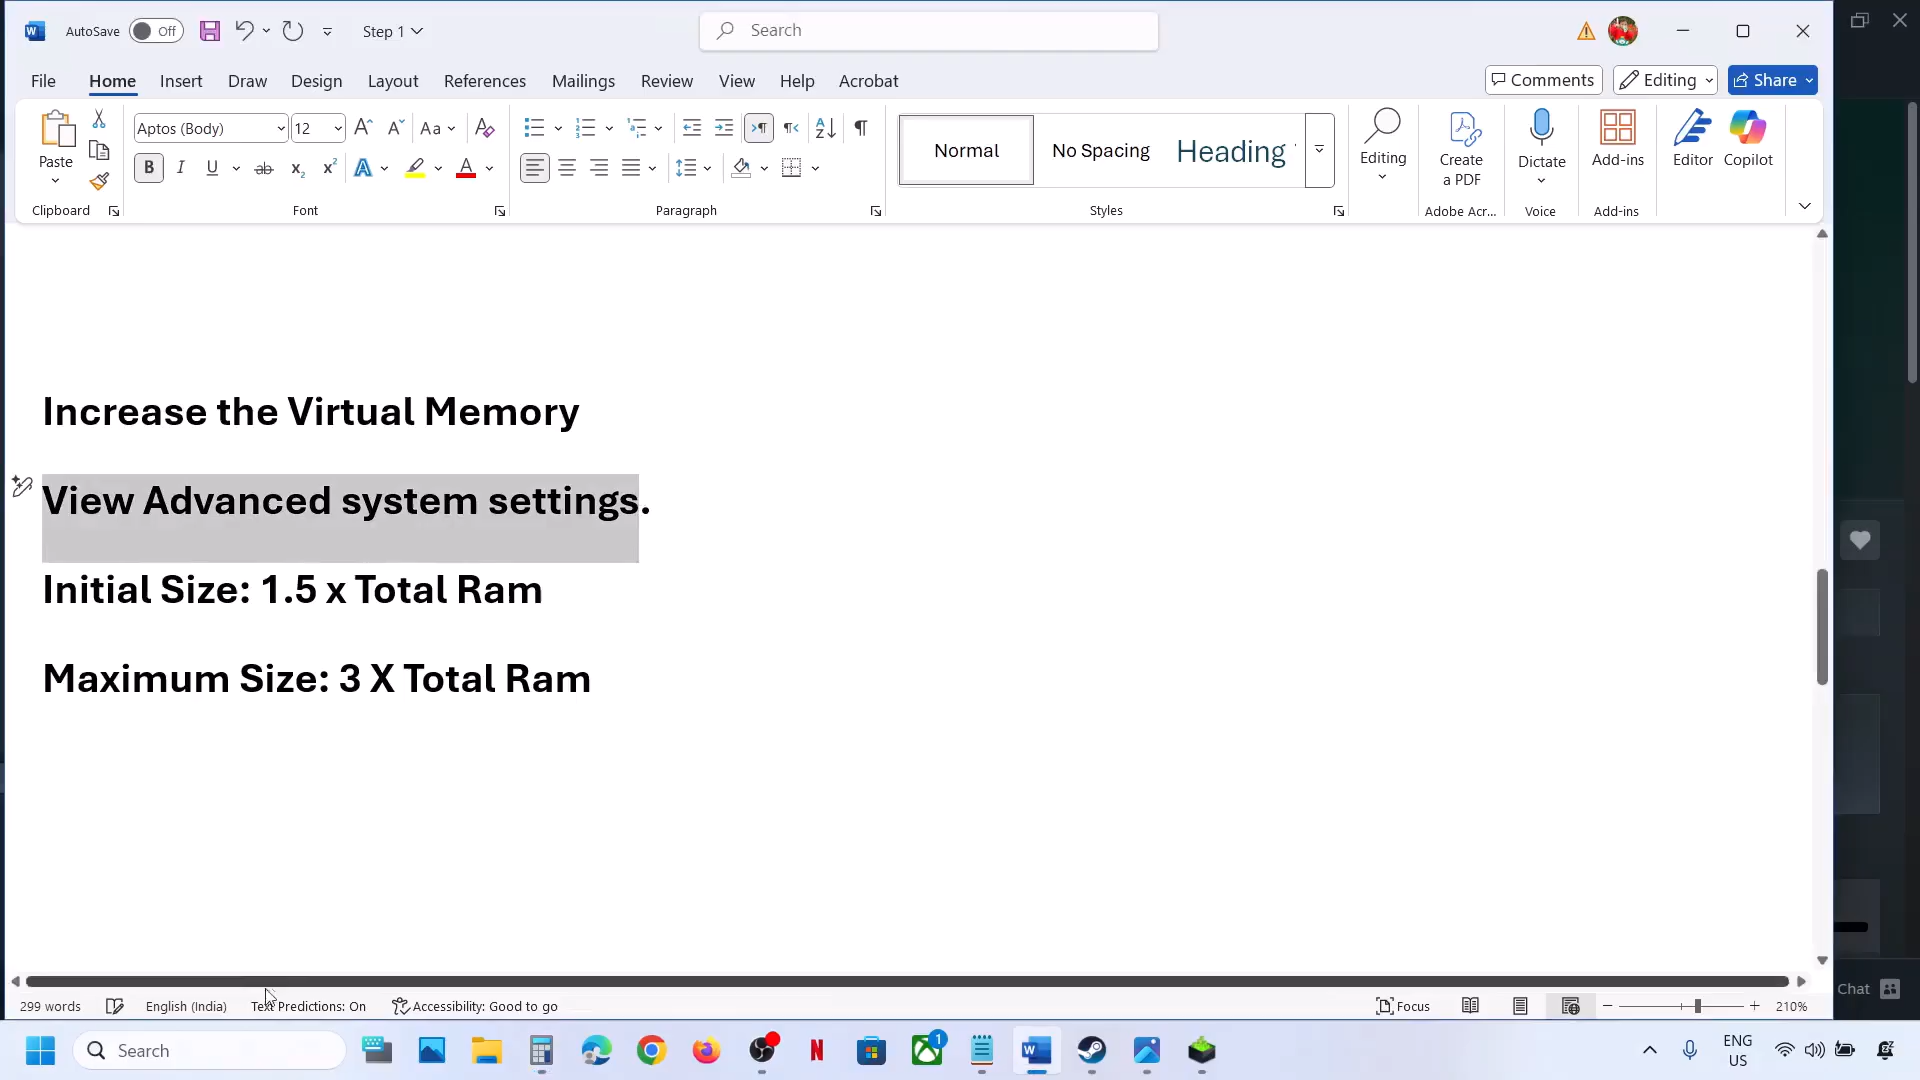 AutoSave Off Step 1 Search
File Home Insert Draw Design Layout References Mailings Review View Help Acrobat Comments Editing Share
Paste Aptos (Body) 12 Normal No Spacing Heading Editing Create a PDF Dictate Add-ins Editor Copilot
Clipboard Font Paragraph Styles Adobe Acr... Voice Add-ins
Increase the Virtual Memory
View Advanced system settings.
Initial Size: 1.5 x Total Ram
Maximum Size: 3 X Total Ram
Chat
299 words English (India) Text Predictions: On Accessibility: Good to go Focus 210%
Search 1 ENG
US